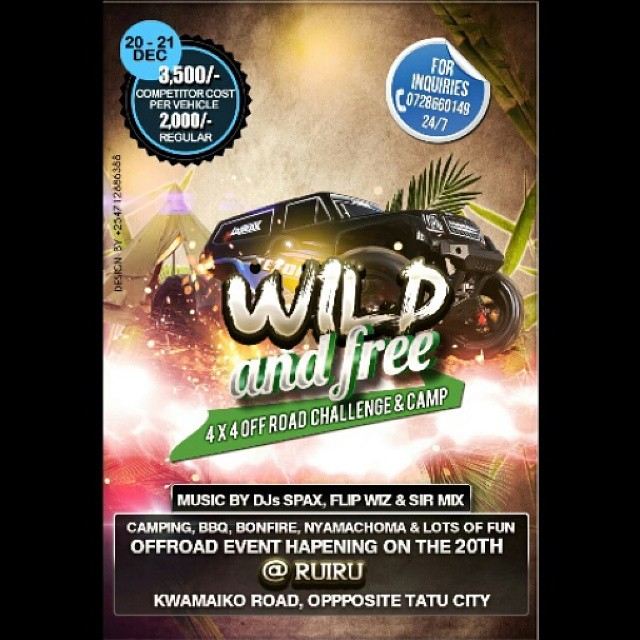 20 - 21
DEC
3,500/-
COMPETITOR COST
PER VEHICLE
2,000/-
REGULAR
FOR
INQUIRIES
0728660149
24/7
DESIGN BY +254712886388
WILD
and free
4 X 4 OFF ROAD CHALLENGE & CAMP
MUSIC BY DJs SPAX, FLIP WIZ & SIR MIX
CAMPING, BBQ, BONFIRE, NYAMACHOMA & LOTS OF FUN
OFFROAD EVENT HAPENING ON THE 20TH
@ RUIRU
KWAMAIKO ROAD, OPPPOSITE TATU CITY